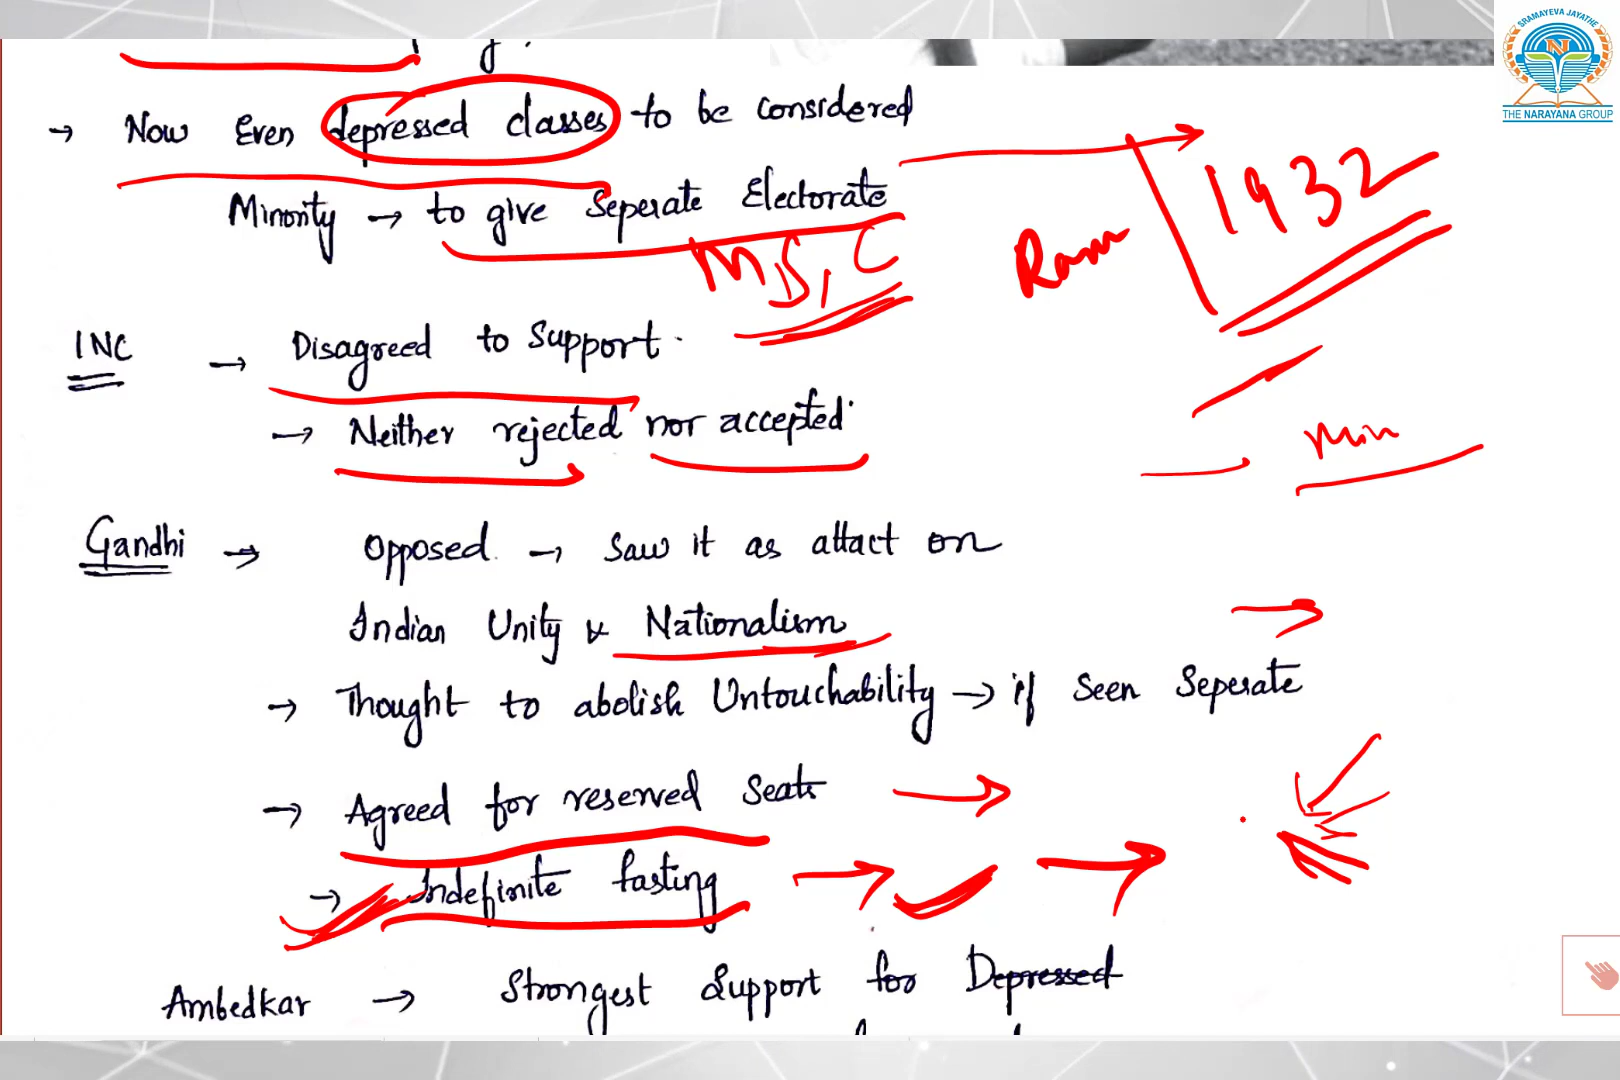 → Now Even depressed classes to be considered
Minority → to give Seperate Electorate
1932
Ram
M, S, C
INC → Disagreed to Support.
→ Neither rejected nor accepted.
Min
Gandhi → Opposed. → Saw it as attact on
Indian Unity & Nationalism
→ Thought to abolish Untouchability → if Seen Seperate
→ Agreed for reserved Seats
→ Indefinite fasting
Ambedkar → Strongest Support for Depressed
SRAMAYEVA JAYATHE
N
THE NARAYANA GROUP